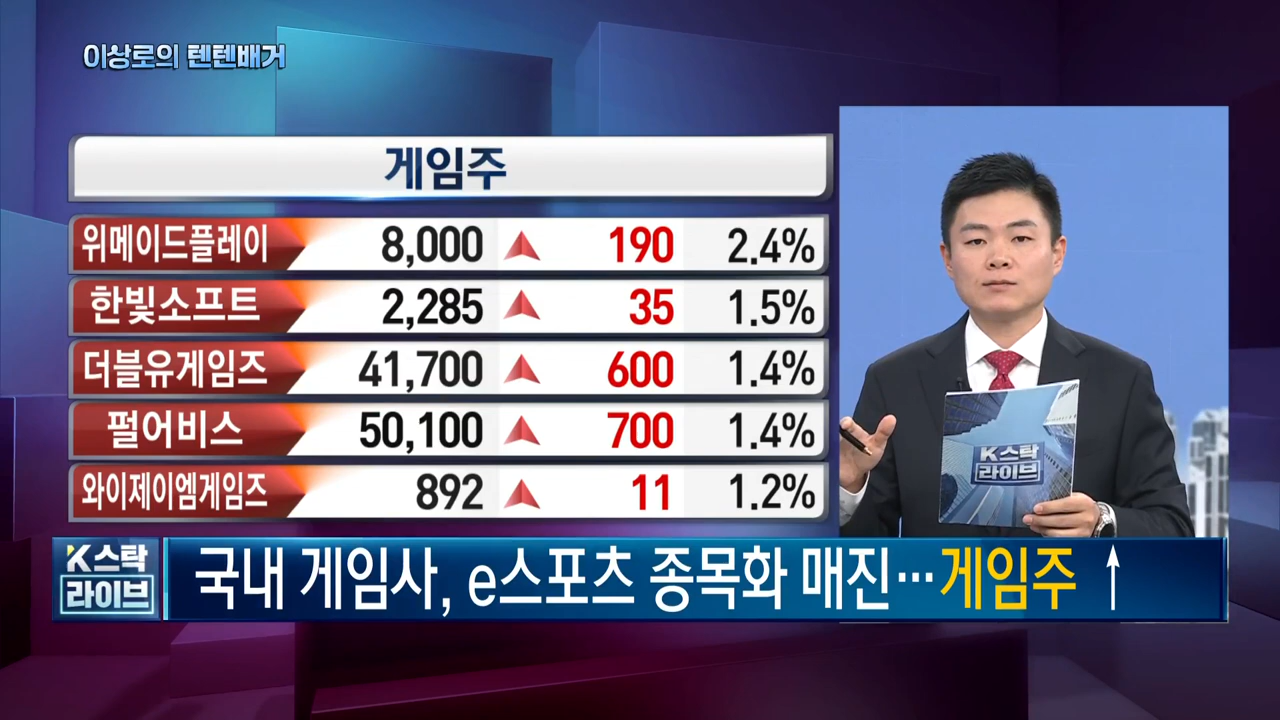 이상로의 텐텐배거
게임주
위메이드플레이 8,000 ▲ 190 2.4%
한빛소프트 2,285 ▲ 35 1.5%
더블유게임즈 41,700 ▲ 600 1.4%
펄어비스 50,100 ▲ 700 1.4%
와이제이엠게임즈 892 ▲ 11 1.2%
K스탁
라이브
K스탁
라이브
국내 게임사, e스포츠 종목화 매진…게임주 ↑